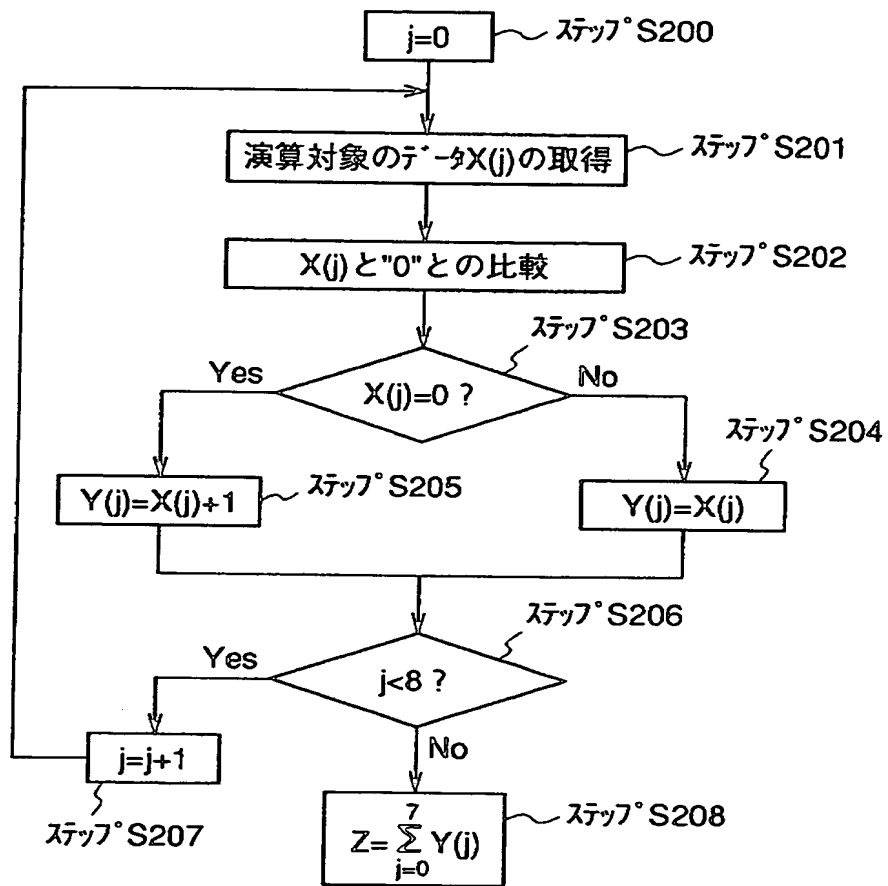 j=0
ステップS200
演算対象のデータX(j)の取得
ステップS201
X(j)と"0"との比較
ステップS202
ステップS203
Yes
X(j)=0 ?
No
ステップS204
Y(j)=X(j)+1
ステップS205
Y(j)=X(j)
ステップS206
Yes
j<8 ?
No
j=j+1
ステップS207
Z=∑Y(j)
7
j=0
ステップS208